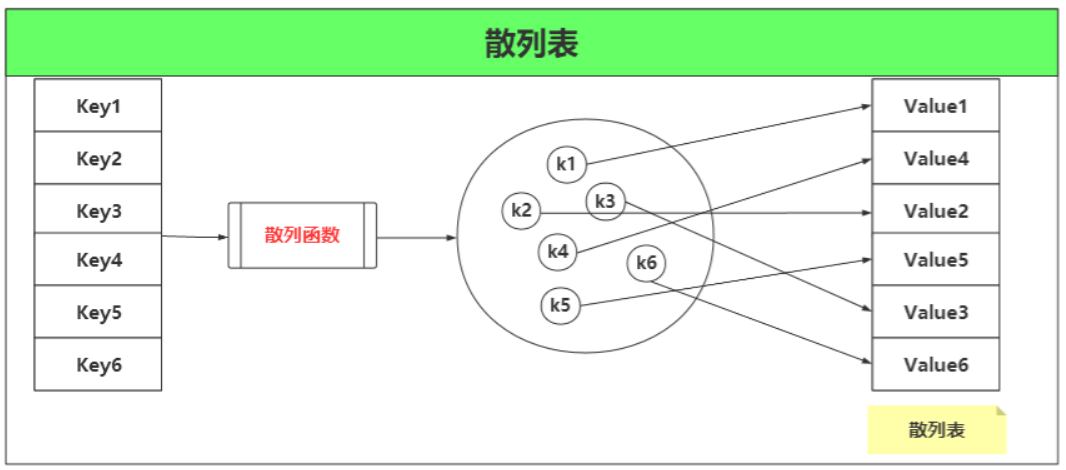 散列表
Key1
Key2
Key3
Key4
Key5
Key6
散列函数
k1
k2
k3
k4
k6
k5
Value1
Value4
Value2
Value5
Value3
Value6
散列表